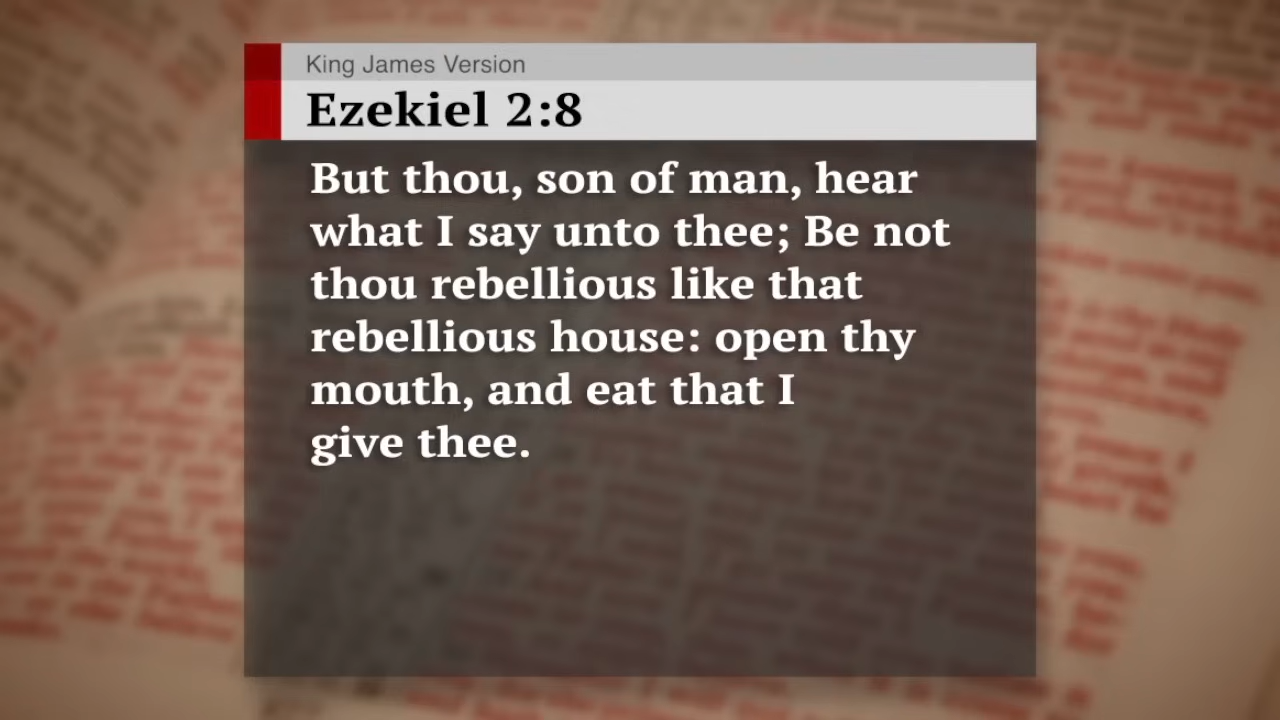 King James Version
Ezekiel 2:8
But thou, son of man, hear
what I say unto thee; Be not
thou rebellious like that
rebellious house: open thy
mouth, and eat that I
give thee.